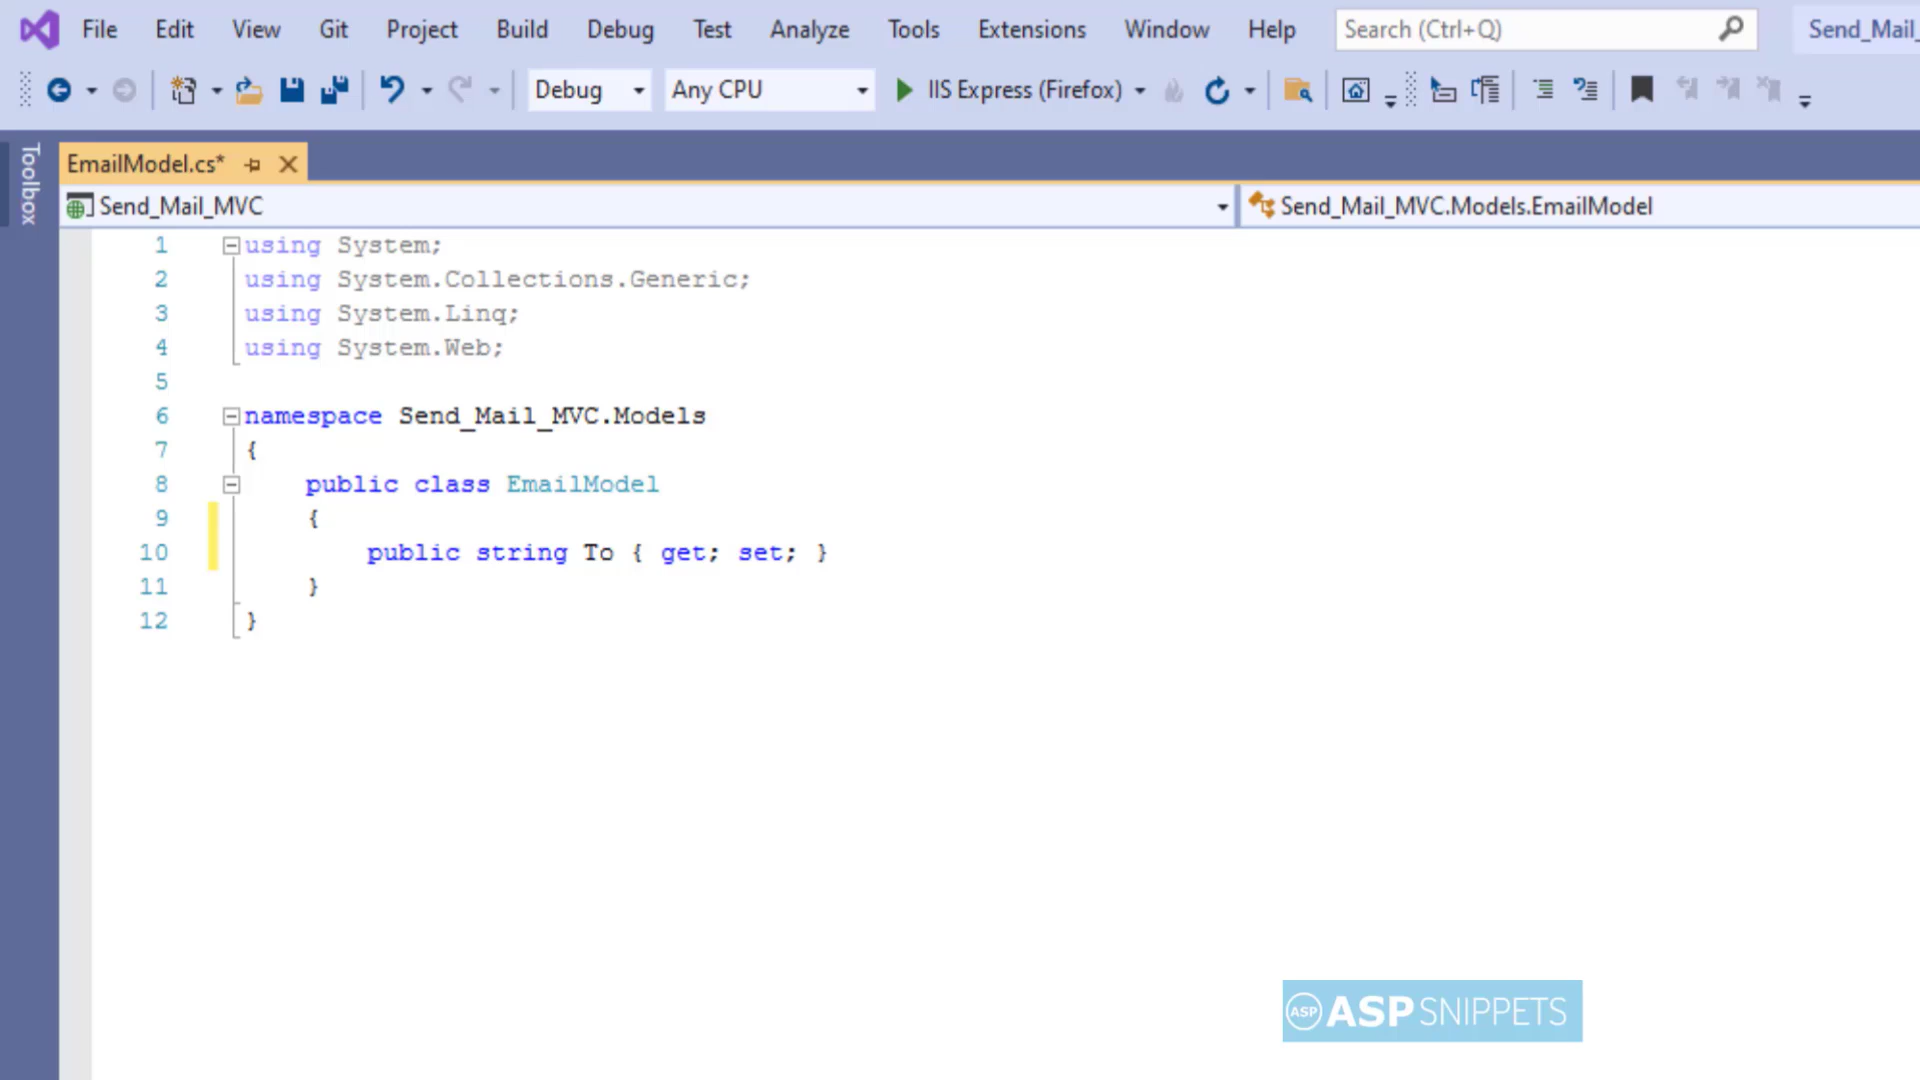 File Edit View Git Project Build Debug Test Analyze Tools Extensions Window Help Search (Ctrl+Q) Send_Mail_
Debug Any CPU IIS Express (Firefox)
Toolbox
EmailModel.cs*
Send_Mail_MVC Send_Mail_MVC.Models.EmailModel
1 using System;
2 using System.Collections.Generic;
3 using System.Linq;
4 using System.Web;
5
6 namespace Send_Mail_MVC.Models
7 {
8 public class EmailModel
9 {
10 public string To { get; set; }
11 }
12 }
ASP ASPSNIPPETS